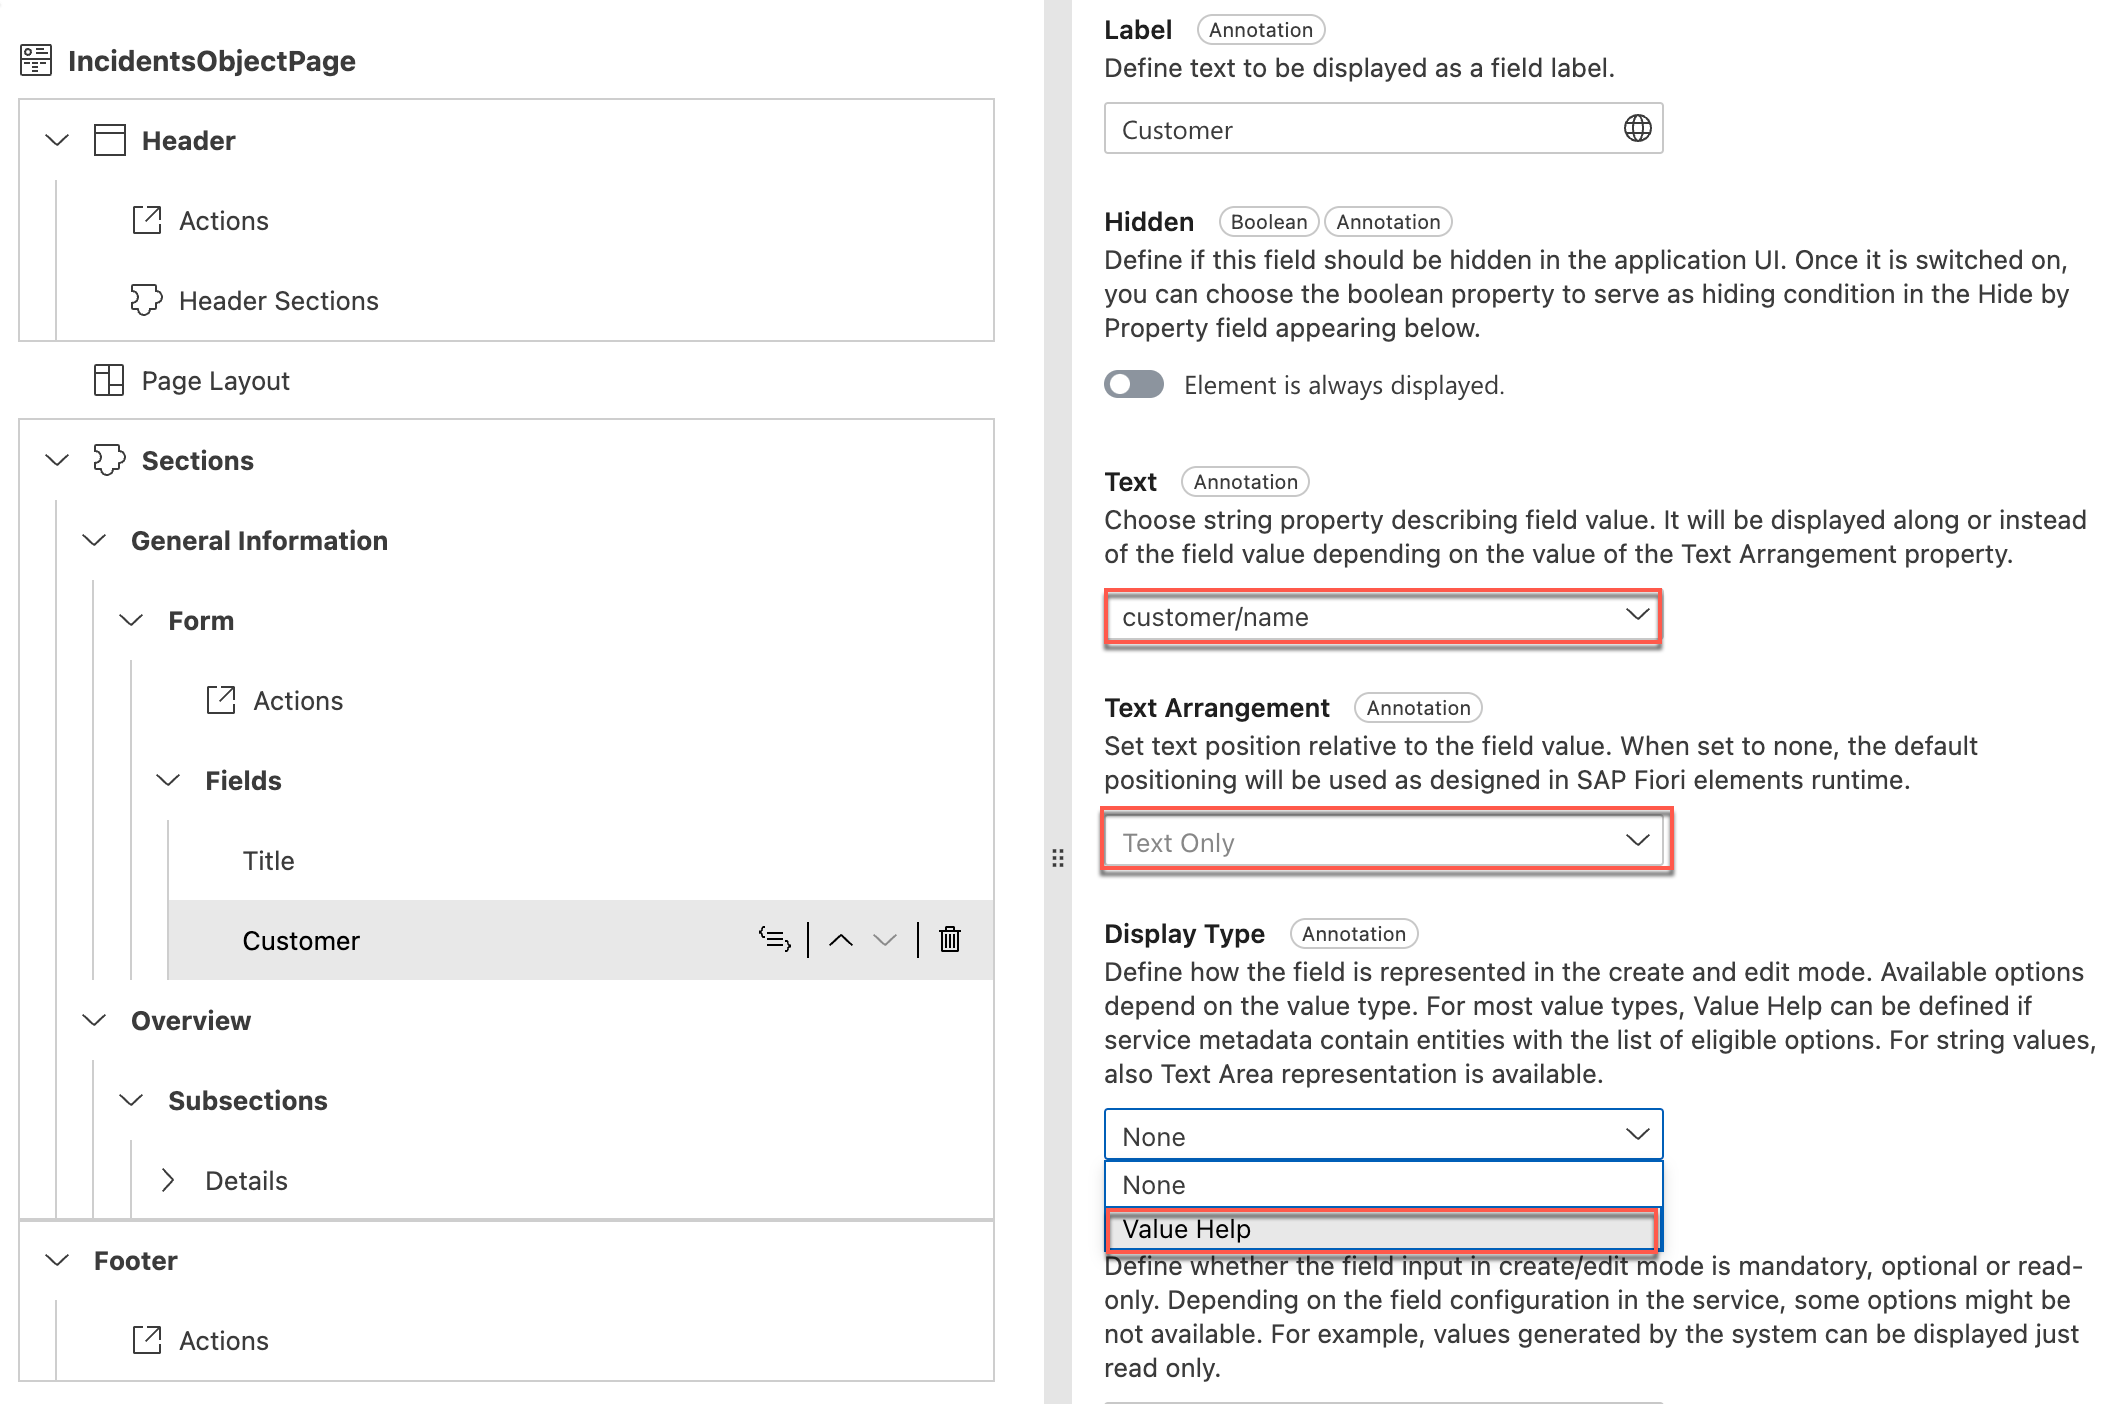 IncidentsObjectPage
Header
Actions
Header Sections
Page Layout
Sections
General Information
Form
Actions
Fields
Title
Customer
Overview
Subsections
Details
Footer
Actions
Label Annotation
Define text to be displayed as a field label.
Customer
Hidden Boolean Annotation
Define if this field should be hidden in the application UI. Once it is switched on,
you can choose the boolean property to serve as hiding condition in the Hide by
Property field appearing below.
Element is always displayed.
Text Annotation
Choose string property describing field value. It will be displayed along or instead
of the field value depending on the value of the Text Arrangement property.
customer/name
Text Arrangement Annotation
Set text position relative to the field value. When set to none, the default
positioning will be used as designed in SAP Fiori elements runtime.
Text Only
Display Type Annotation
Define how the field is represented in the create and edit mode. Available options
depend on the value type. For most value types, Value Help can be defined if
service metadata contain entities with the list of eligible options. For string values,
also Text Area representation is available.
None
None
Value Help
Define whether the field input in create/edit mode is mandatory, optional or read-
only. Depending on the field configuration in the service, some options might be
not available. For example, values generated by the system can be displayed just
read only.